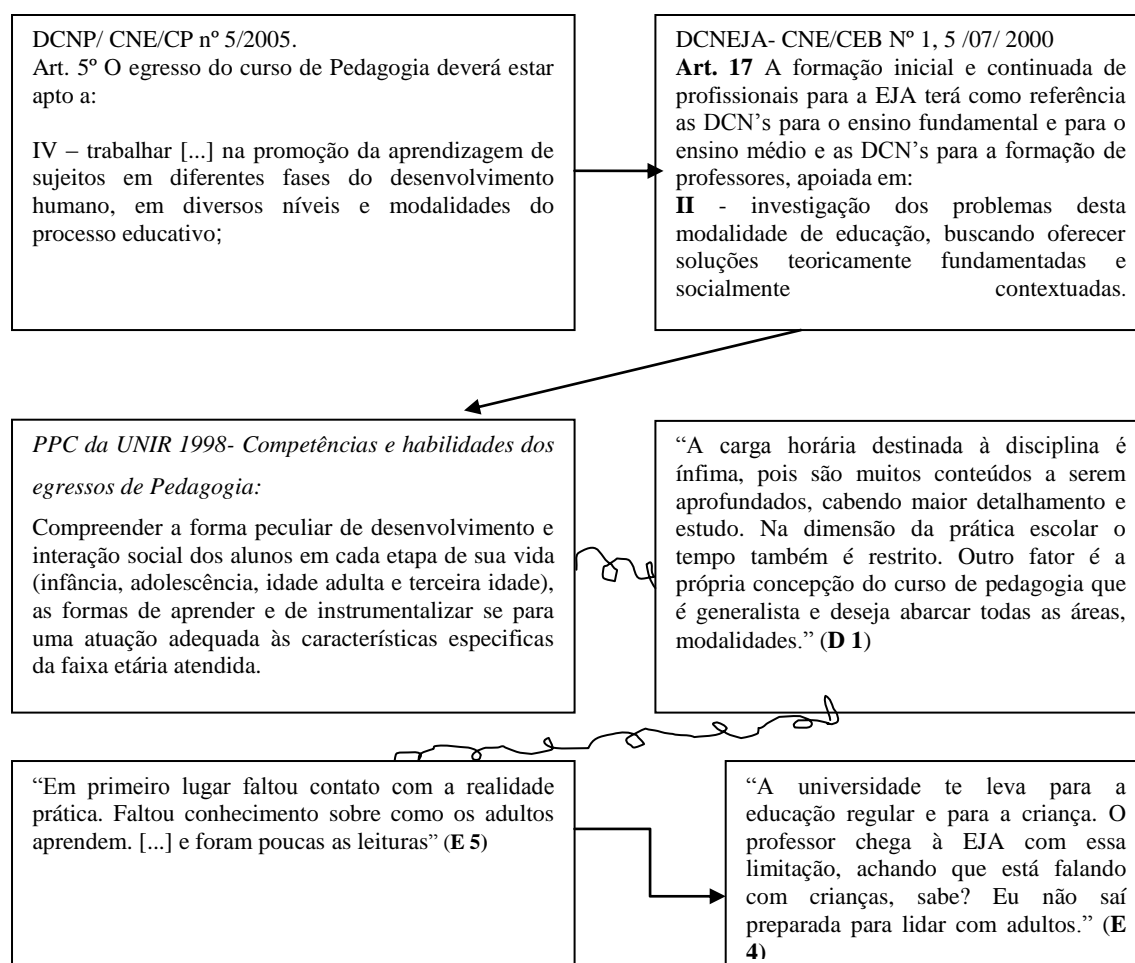 DCNP/ CNE/CP nº 5/2005.
Art. 5º O egresso do curso de Pedagogia deverá estar
apto a:
IV – trabalhar [...] na promoção da aprendizagem de
sujeitos em diferentes fases do desenvolvimento
humano, em diversos níveis e modalidades do
processo educativo;
DCNEJA- CNE/CEB Nº 1, 5 /07/ 2000
Art. 17 A formação inicial e continuada de
profissionais para a EJA terá como referência
as DCN’s para o ensino fundamental e para o
ensino médio e as DCN’s para a formação de
professores, apoiada em:
II - investigação dos problemas desta
modalidade de educação, buscando oferecer
soluções teoricamente fundamentadas e
socialmente contextuadas.
PPC da UNIR 1998- Competências e habilidades dos
egressos de Pedagogia:
Compreender a forma peculiar de desenvolvimento e
interação social dos alunos em cada etapa de sua vida
(infância, adolescência, idade adulta e terceira idade),
as formas de aprender e de instrumentalizar se para
uma atuação adequada às características especificas
da faixa etária atendida.
“A carga horária destinada à disciplina é
ínfima, pois são muitos conteúdos a serem
aprofundados, cabendo maior detalhamento e
estudo. Na dimensão da prática escolar o
tempo também é restrito. Outro fator é a
própria concepção do curso de pedagogia que
é generalista e deseja abarcar todas as áreas,
modalidades.” (D 1)
“Em primeiro lugar faltou contato com a realidade
prática. Faltou conhecimento sobre como os adultos
aprendem. [...] e foram poucas as leituras” (E 5)
“A universidade te leva para a
educação regular e para a criança. O
professor chega à EJA com essa
limitação, achando que está falando
com crianças, sabe? Eu não saí
preparada para lidar com adultos.” (E
4)